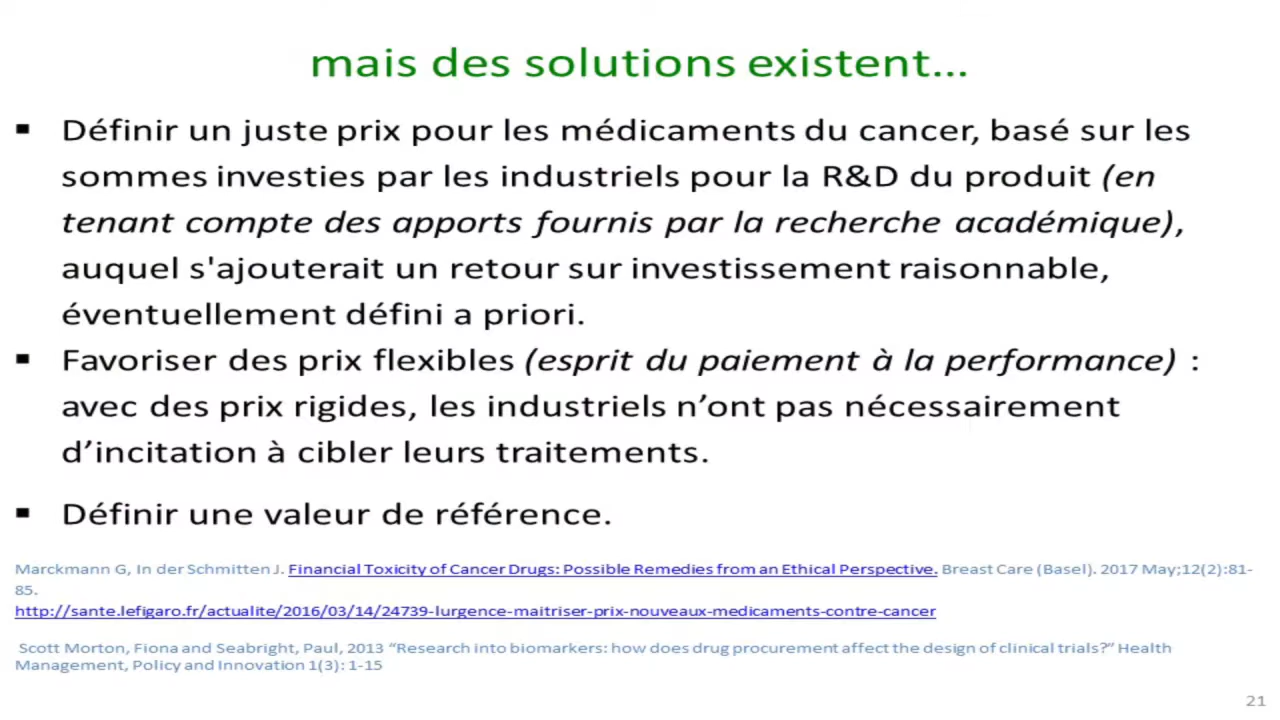 mais des solutions existent...
▪ Définir un juste prix pour les médicaments du cancer, basé sur les
sommes investies par les industriels pour la R&D du produit (en
tenant compte des apports fournis par la recherche académique),
auquel s'ajouterait un retour sur investissement raisonnable,
éventuellement défini a priori.
▪ Favoriser des prix flexibles (esprit du paiement à la performance) :
avec des prix rigides, les industriels n’ont pas nécessairement
d’incitation à cibler leurs traitements.
▪ Définir une valeur de référence.
Marckmann G, In der Schmitten J. Financial Toxicity of Cancer Drugs: Possible Remedies from an Ethical Perspective. Breast Care (Basel). 2017 May;12(2):81-
85.
http://sante.lefigaro.fr/actualite/2016/03/14/24739-lurgence-maitriser-prix-nouveaux-medicaments-contre-cancer
Scott Morton, Fiona and Seabright, Paul, 2013 “Research into biomarkers: how does drug procurement affect the design of clinical trials?” Health
Management, Policy and Innovation 1(3): 1-15
21